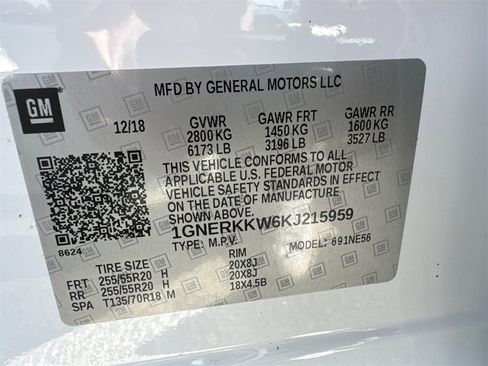 GM
MFD BY GENERAL MOTORS LLC
12/18 GVWR GAWR FRT GAWR RR
2800 KG 1450 KG 1600 KG
6173 LB 3196 LB 3527 LB
THIS VEHICLE CONFORMS TO ALL
APPLICABLE U.S. FEDERAL MOTOR
VEHICLE SAFETY STANDARDS IN
EFFECT ON THE DATE OF MANUFACTURE
SHOWN ABOVE.
1GNERKKW6KJ215959
8624 TYPE: M.P.V. MODEL: 691NE56
TIRE SIZE RIM
FRT 255/55R20 H 20X8J
RR 255/55R20 H 20X8J
SPA T135/70R18 M 18X4.5B